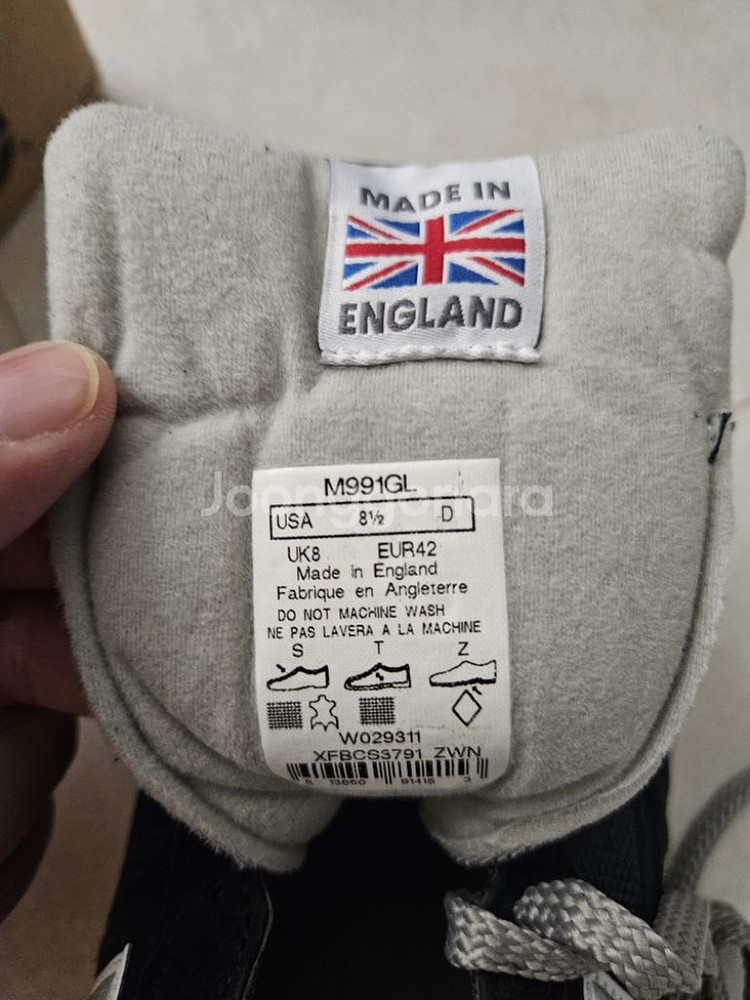 MADE IN
ENGLAND
M991GL
Joonggonara
USA 8½ D
UK8 EUR42
Made in England
Fabrique en Angleterre
DO NOT MACHINE WASH
NE PAS LAVERA A LA MACHINE
S T Z
W029311
XFBCS3791 ZWN